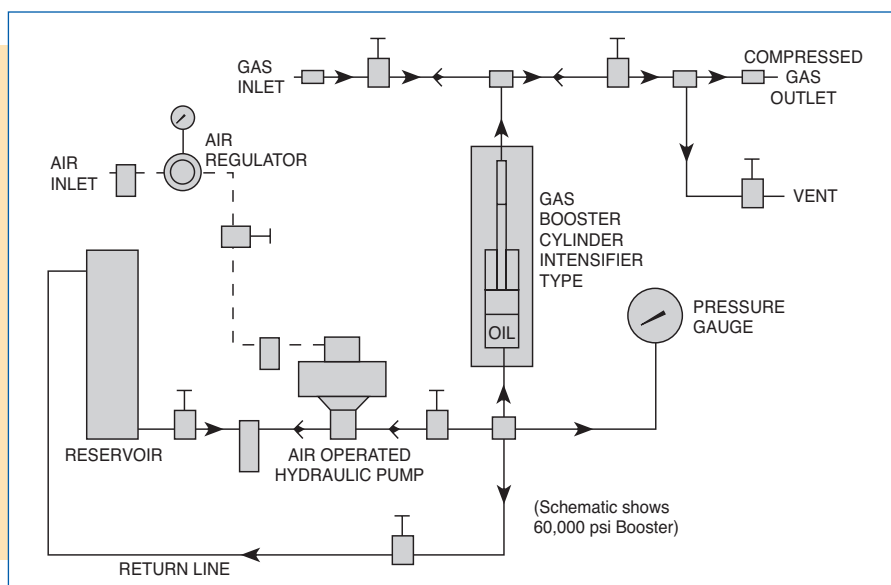 GAS
INLET
COMPRESSED
GAS
OUTLET
AIR
REGULATOR
AIR
INLET
GAS
BOOSTER
CYLINDER
INTENSIFIER
TYPE
VENT
OIL
PRESSURE
GAUGE
RESERVOIR
AIR OPERATED
HYDRAULIC PUMP
(Schematic shows
60,000 psi Booster)
RETURN LINE